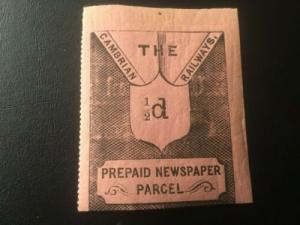 THE
CAMBRIAN RAILWAYS.
½d
PREPAID NEWSPAPER
PARCEL